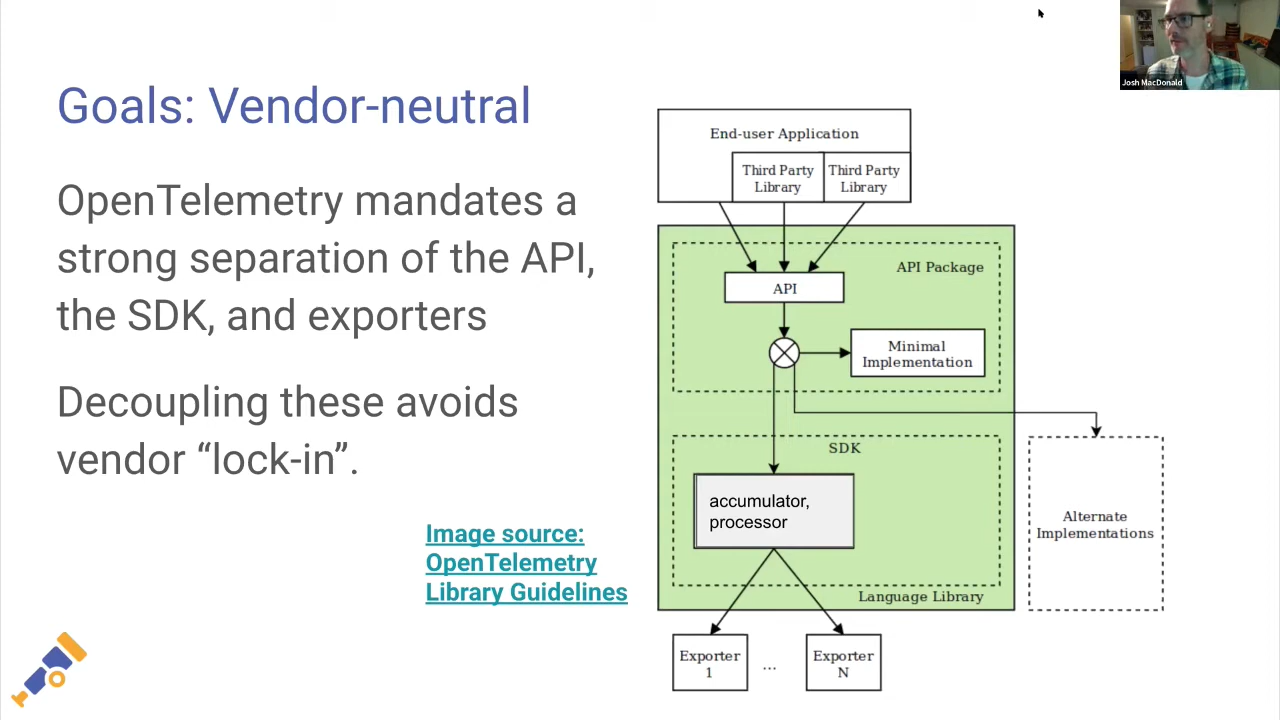 Josh MacDonald
Goals: Vendor-neutral
OpenTelemetry mandates a
strong separation of the API,
the SDK, and exporters
Decoupling these avoids
vendor “lock-in”.
Image source:
OpenTelemetry
Library Guidelines
End-user Application
Third Party
Library
Third Party
Library
API Package
API
Minimal
Implementation
SDK
accumulator,
processor
Alternate
Implementations
Language Library
Exporter
1
...
Exporter
N